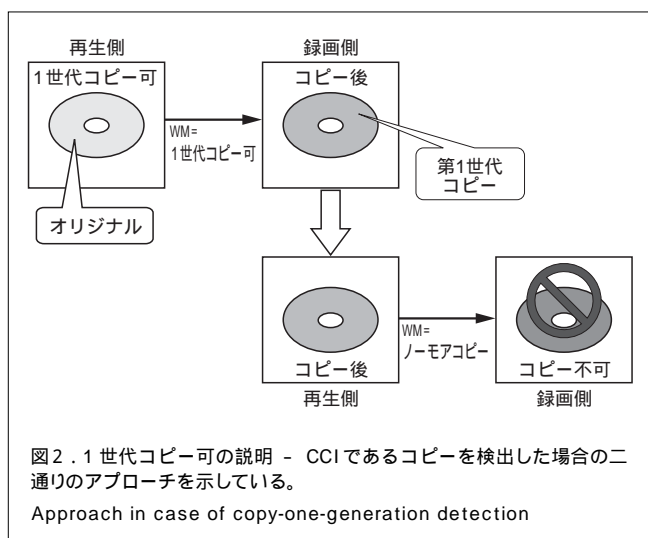 再生側
録画側
1世代コピー可
コピー後
WM=
1世代コピー可
第1世代
コピー
オリジナル
WM=
ノーモアコピー
コピー後
コピー不可
再生側
録画側
図2．1世代コピー可の説明 － CCIであるコピーを検出した場合の二
通りのアプローチを示している。
Approach in case of copy-one-generation detection